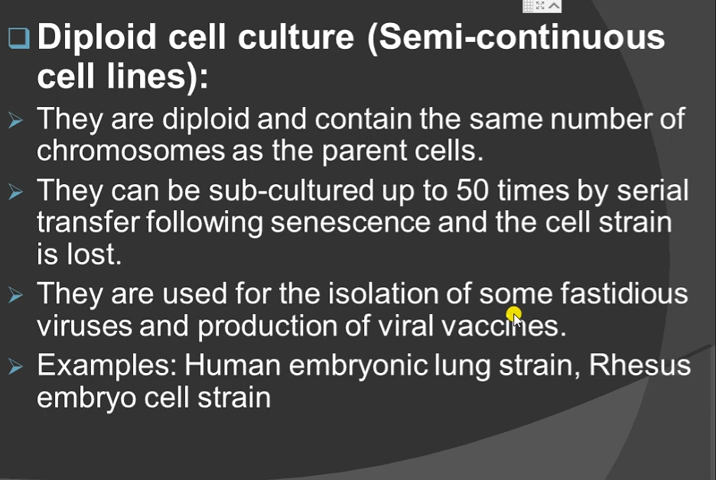 Diploid cell culture (Semi-continuous
cell lines):
They are diploid and contain the same number of
chromosomes as the parent cells.
They can be sub-cultured up to 50 times by serial
transfer following senescence and the cell strain
is lost.
They are used for the isolation of some fastidious
viruses and production of viral vaccines.
Examples: Human embryonic lung strain, Rhesus
embryo cell strain